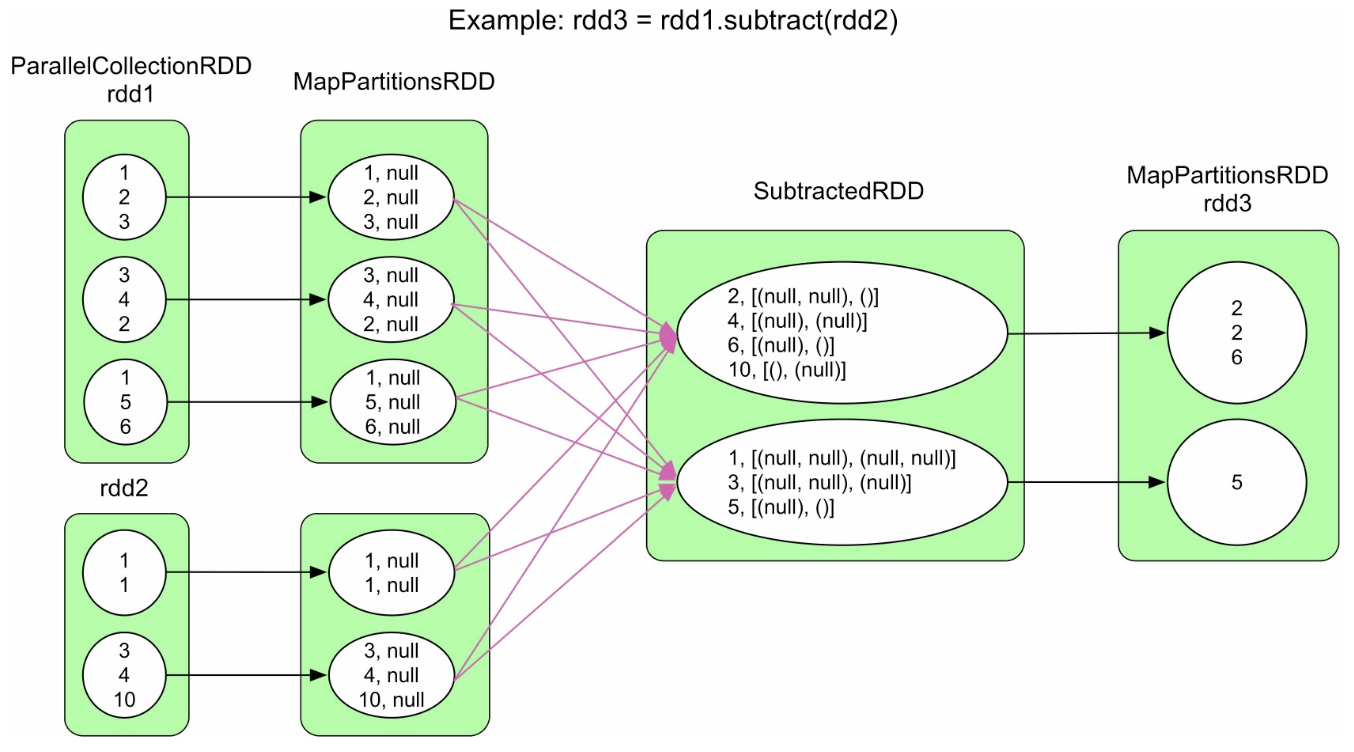 Example: rdd3 = rdd1.subtract(rdd2)
ParallelCollectionRDD
rdd1
1
2
3
3
4
2
1
5
6
MapPartitionsRDD
1, null
2, null
3, null
3, null
4, null
2, null
1, null
5, null
6, null
rdd2
1
1
3
4
10
1, null
1, null
3, null
4, null
10, null
SubtractedRDD
2, [(null, null), ()]
4, [(null), (null)]
6, [(null), ()]
10, [(), (null)]
1, [(null, null), (null, null)]
3, [(null, null), (null)]
5, [(null), ()]
MapPartitionsRDD
rdd3
2
2
6
5